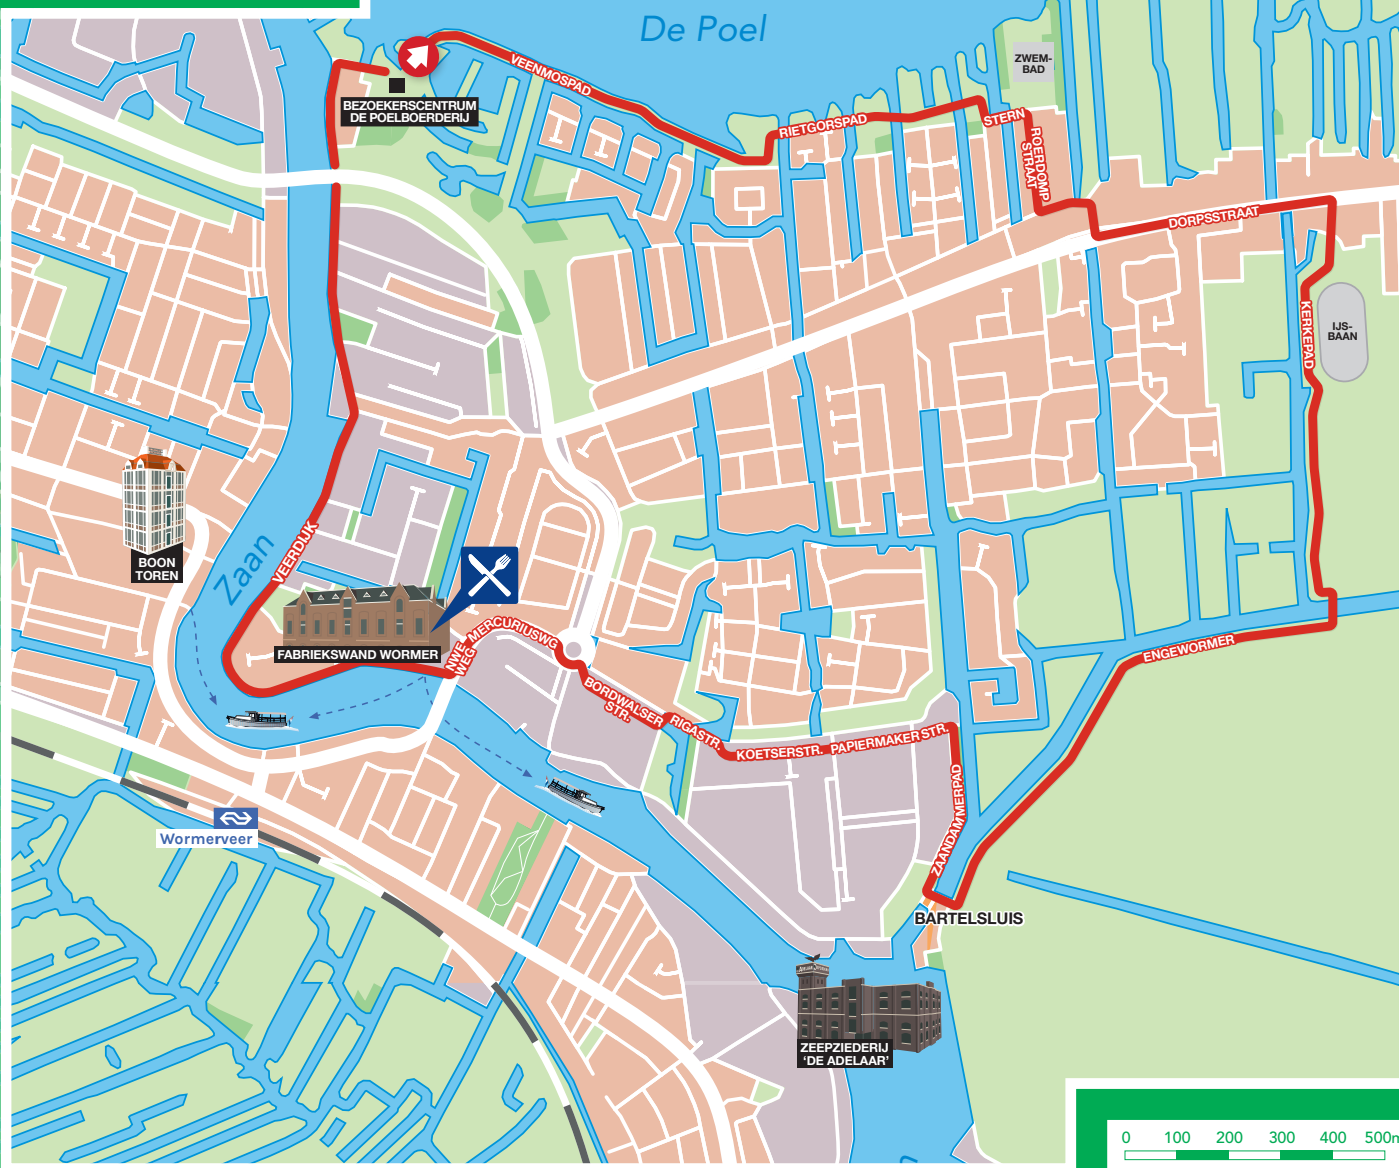 De Poel
ZWEM-
BAD
VEENMOSPAD
BEZOEKERSCENTRUM
DE POELBOERDERIJ
RIETGORSPAD
STERN
ROERDOMP
STRAAT
DORPSSTRAAT
KERKEPAD
IJS-
BAAN
BOON
TOREN
Zaan
VEERDIJK
FABRIEKSWAND WORMER
NWE
WEG
MERCURIUSWG
ENGEWORMER
BORDWALSER
STR.
RIGASTR.
KOETSERSTR.
PAPIERMAKER STR.
ZAANDAMMERPAD
Wormerveer
BARTELSLUIS
ZEEPZIEDERIJ
‘DE ADELAAR’
0 100 200 300 400 500m